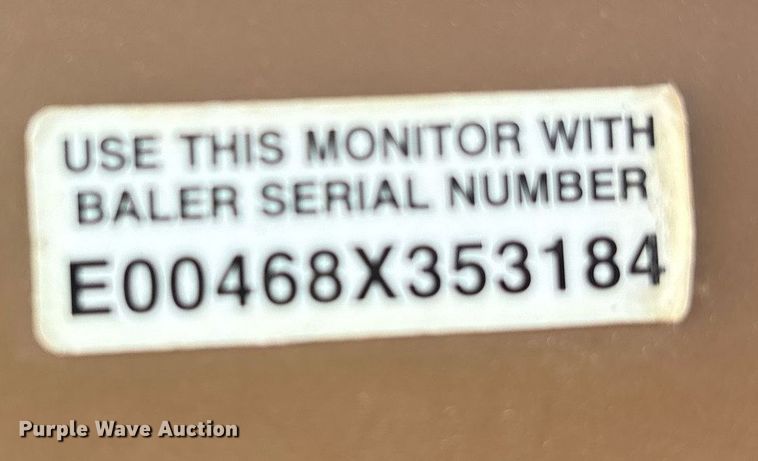 USE THIS MONITOR WITH
BALER SERIAL NUMBER
E00468X353184
Purple Wave Auction